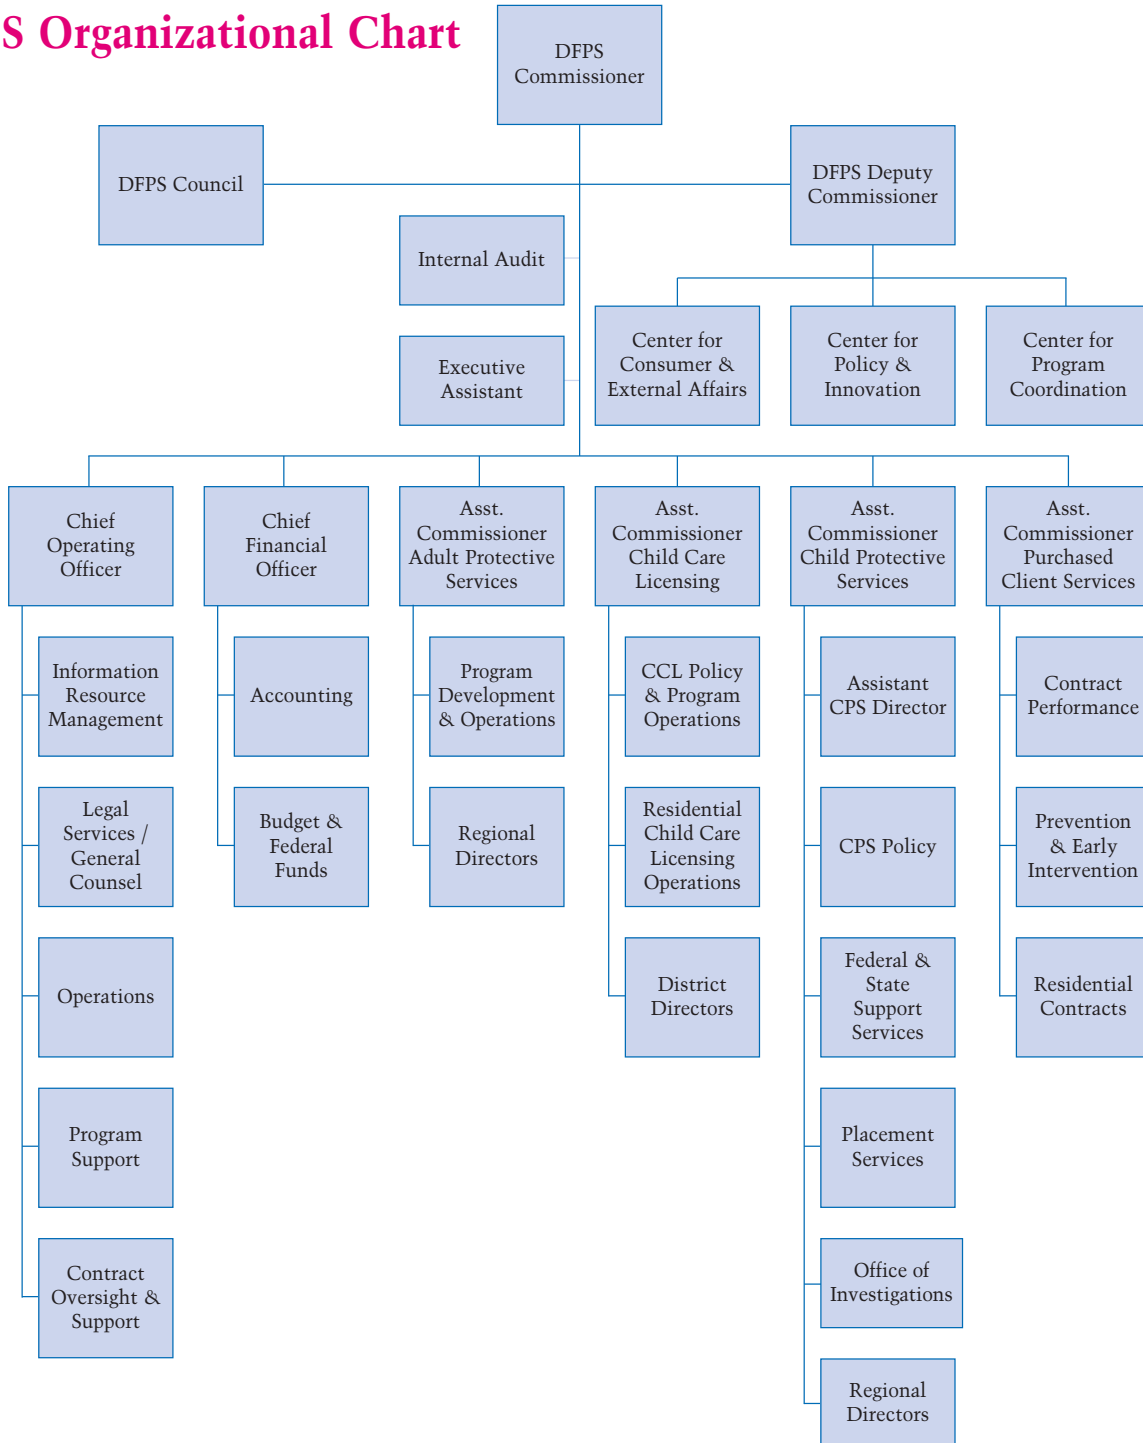 S Organizational Chart
DFPS
Commissioner
DFPS Council
DFPS Deputy
Commissioner
Internal Audit
Executive
Assistant
Center for
Consumer &
External Affairs
Center for
Policy &
Innovation
Center for
Program
Coordination
Chief
Operating
Officer
Chief
Financial
Officer
Asst.
Commissioner
Adult Protective
Services
Asst.
Commissioner
Child Care
Licensing
Asst.
Commissioner
Child Protective
Services
Asst.
Commissioner
Purchased
Client Services
Information
Resource
Management
Accounting
Program
Development
& Operations
CCL Policy
& Program
Operations
Assistant
CPS Director
Contract
Performance
Legal
Services /
General
Counsel
Budget &
Federal
Funds
Regional
Directors
Residential
Child Care
Licensing
Operations
CPS Policy
Prevention
& Early
Intervention
Operations
District
Directors
Federal &
State
Support
Services
Residential
Contracts
Program
Support
Placement
Services
Contract
Oversight &
Support
Office of
Investigations
Regional
Directors